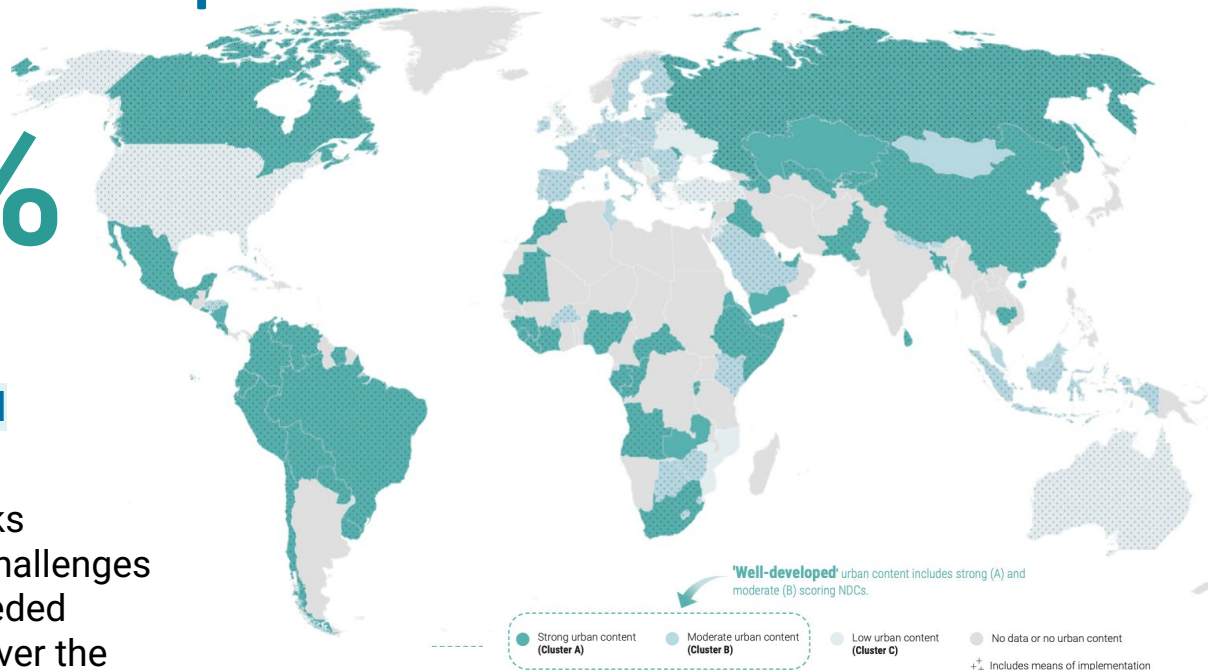 %
ks
hallenges
eded
ver the
'Well-developed' urban content includes strong (A) and
moderate (B) scoring NDCs.
Strong urban content
(Cluster A)
Moderate urban content
(Cluster B)
Low urban content
(Cluster C)
No data or no urban content
Includes means of implementation